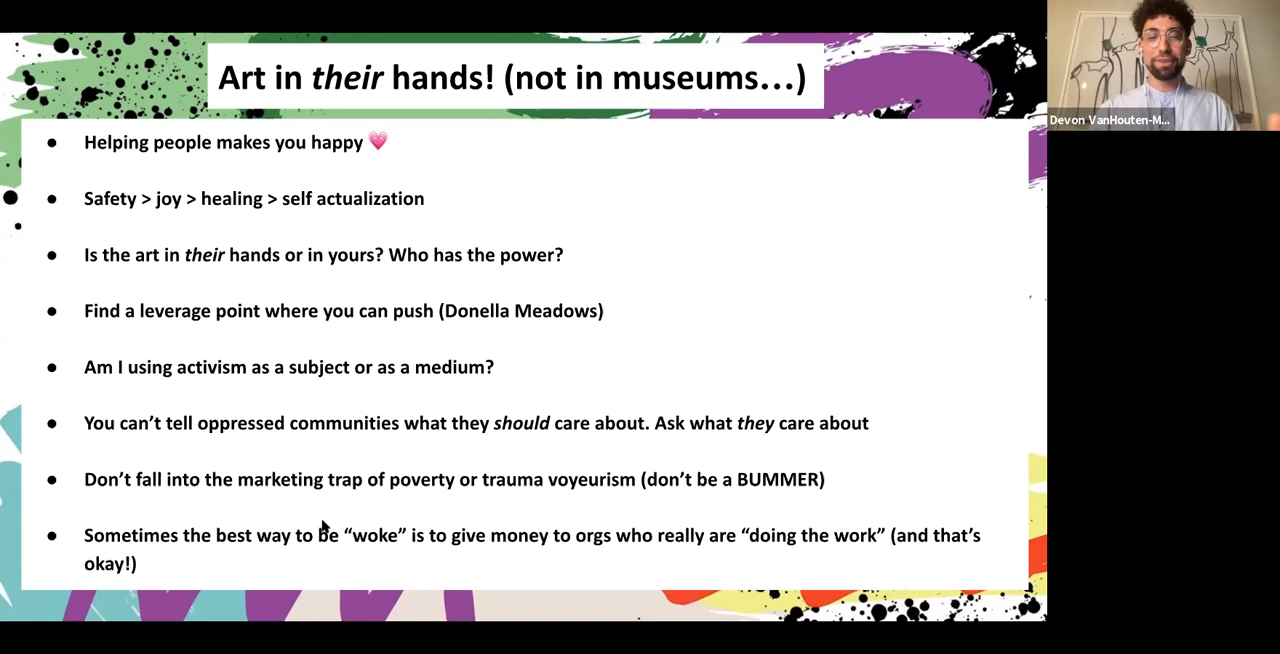 Art in their hands! (not in museums...)
Devon VanHouten-M...
• Helping people makes you happy 💗
• Safety > joy > healing > self actualization
• Is the art in their hands or in yours? Who has the power?
• Find a leverage point where you can push (Donella Meadows)
• Am I using activism as a subject or as a medium?
• You can’t tell oppressed communities what they should care about. Ask what they care about
• Don’t fall into the marketing trap of poverty or trauma voyeurism (don’t be a BUMMER)
• Sometimes the best way to be “woke” is to give money to orgs who really are “doing the work” (and that’s
okay!)